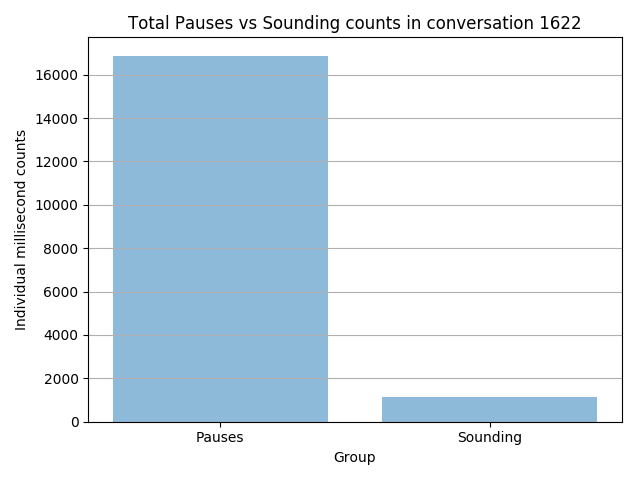 Total Pauses vs Sounding counts in conversation 1622
Individual millisecond counts
16000
14000
12000
10000
8000
6000
4000
2000
0
Pauses
Sounding
Group